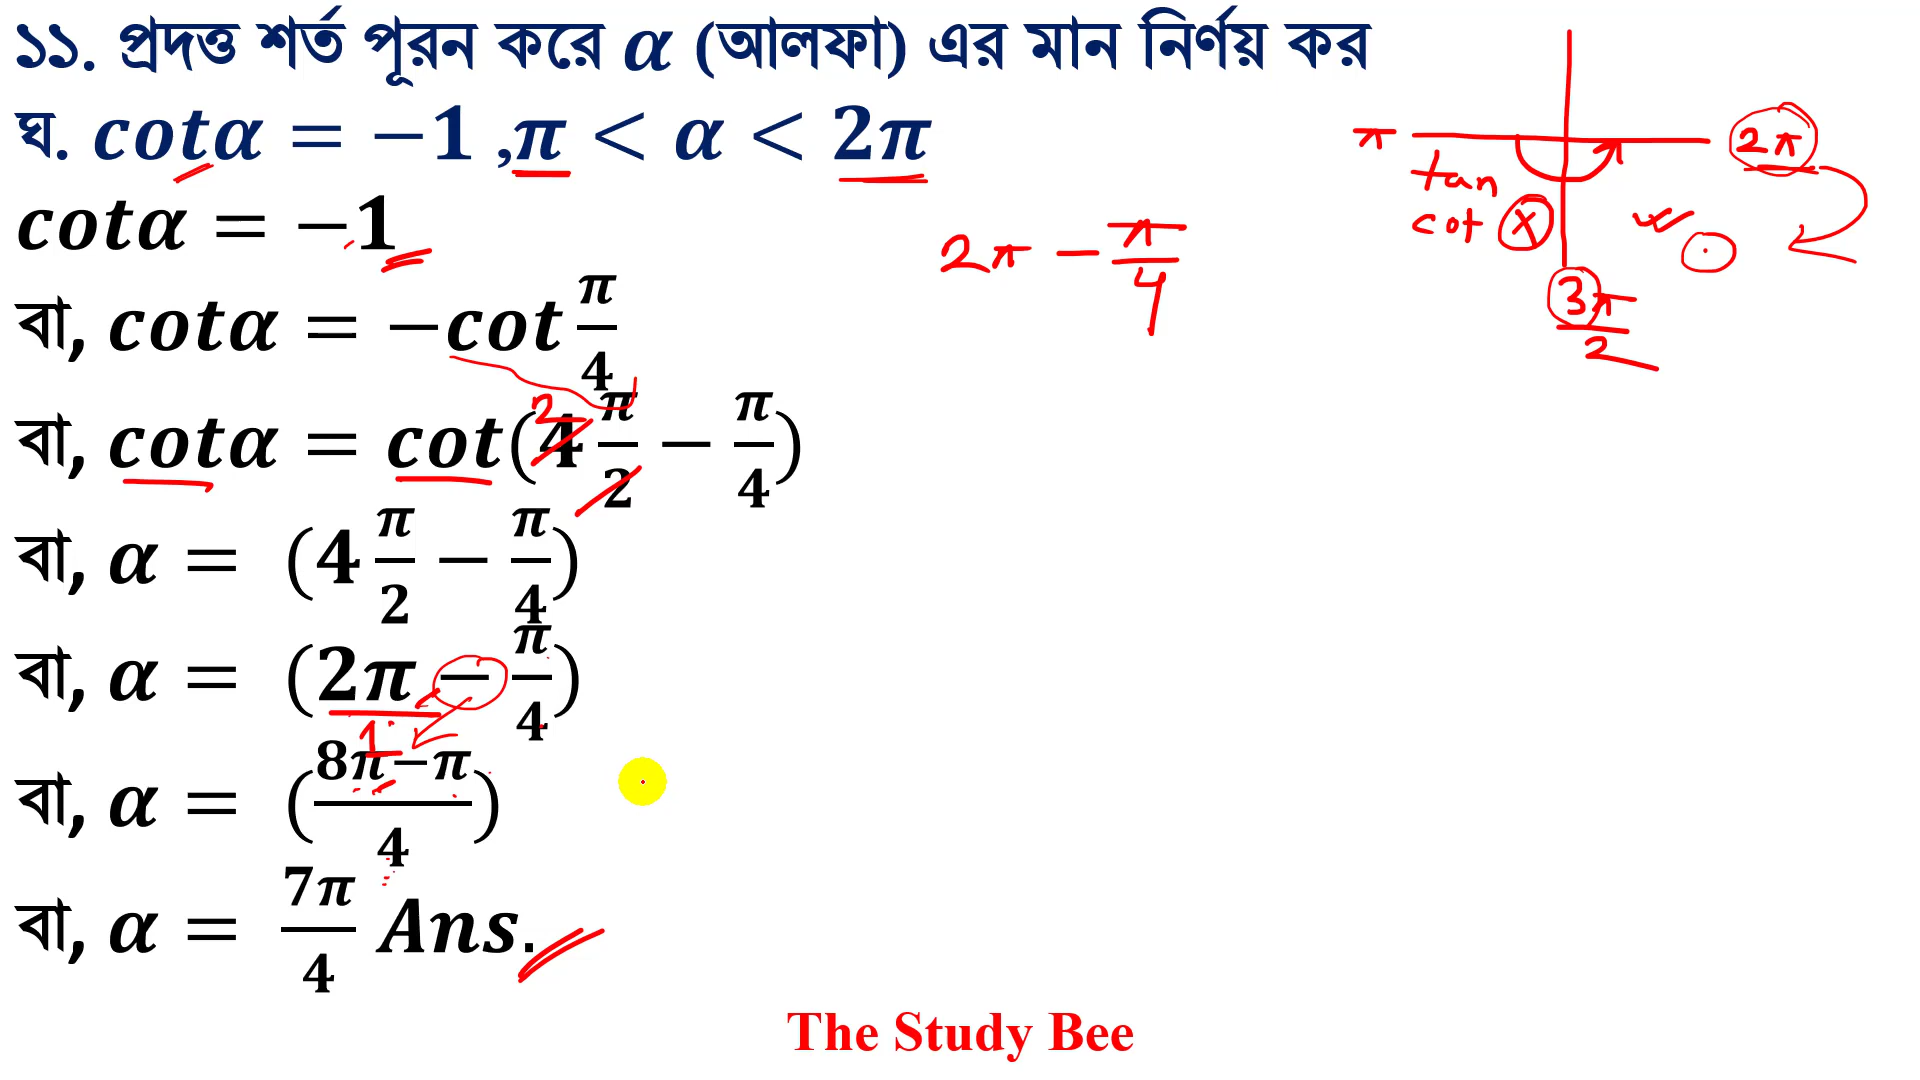 ১১. প্রদত্ত শর্ত পূরন করে α (আলফা) এর মান নির্ণয় কর
ঘ. cotα = −1 ,π < α < 2π
cotα = −1
বা, cotα = −cot π/4
বা, cotα = cot(4 π/2 − π/4)
2
বা, α = (4 π/2 − π/4)
বা, α = (2π − π/4)
1
বা, α = ((8π−π)/4)
বা, α = 7π/4 Ans.
2π − π/4
π
2π
tan
cot
3π/2
The Study Bee